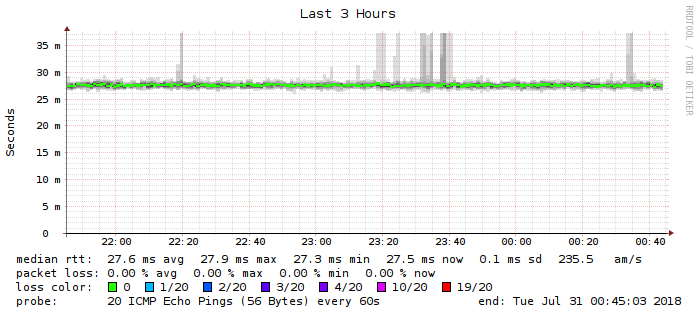 Last 3 Hours
RRDTOOL / TOBI OETIKER
Seconds
35 m
30 m
25 m
20 m
15 m
10 m
5 m
0
22:00 22:20 22:40 23:00 23:20 23:40 00:00 00:20 00:40
median rtt: 27.6 ms avg 27.9 ms max 27.3 ms min 27.5 ms now 0.1 ms sd 235.5 am/s
packet loss: 0.00 % avg 0.00 % max 0.00 % min 0.00 % now
loss color: 0 1/20 2/20 3/20 4/20 10/20 19/20
probe: 20 ICMP Echo Pings (56 Bytes) every 60s end: Tue Jul 31 00:45:03 2018